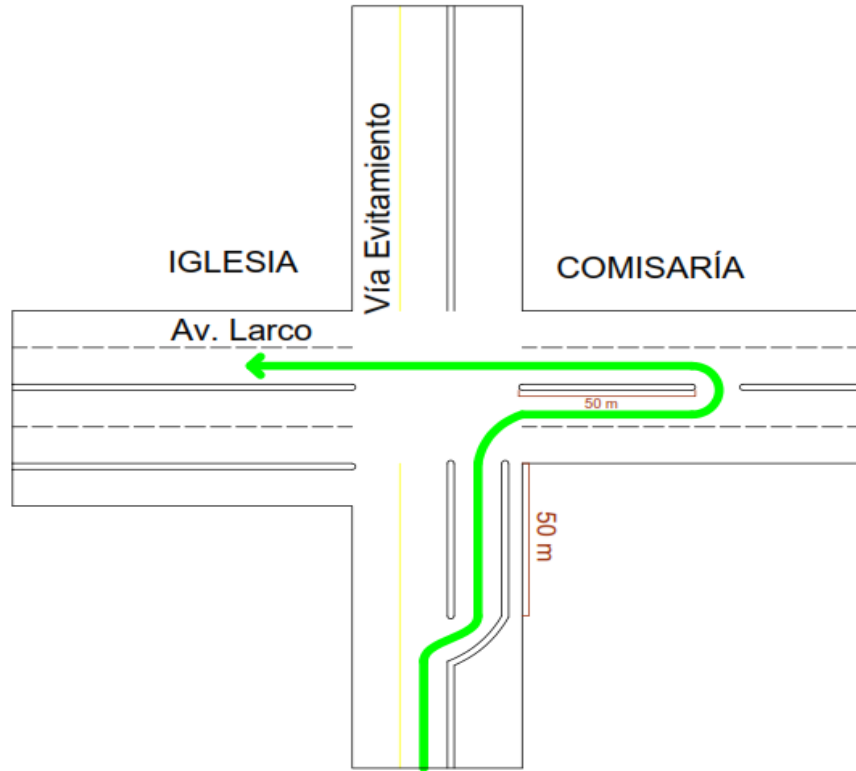 Vía Evitamiento
IGLESIA
COMISARÍA
Av. Larco
50 m
50 m